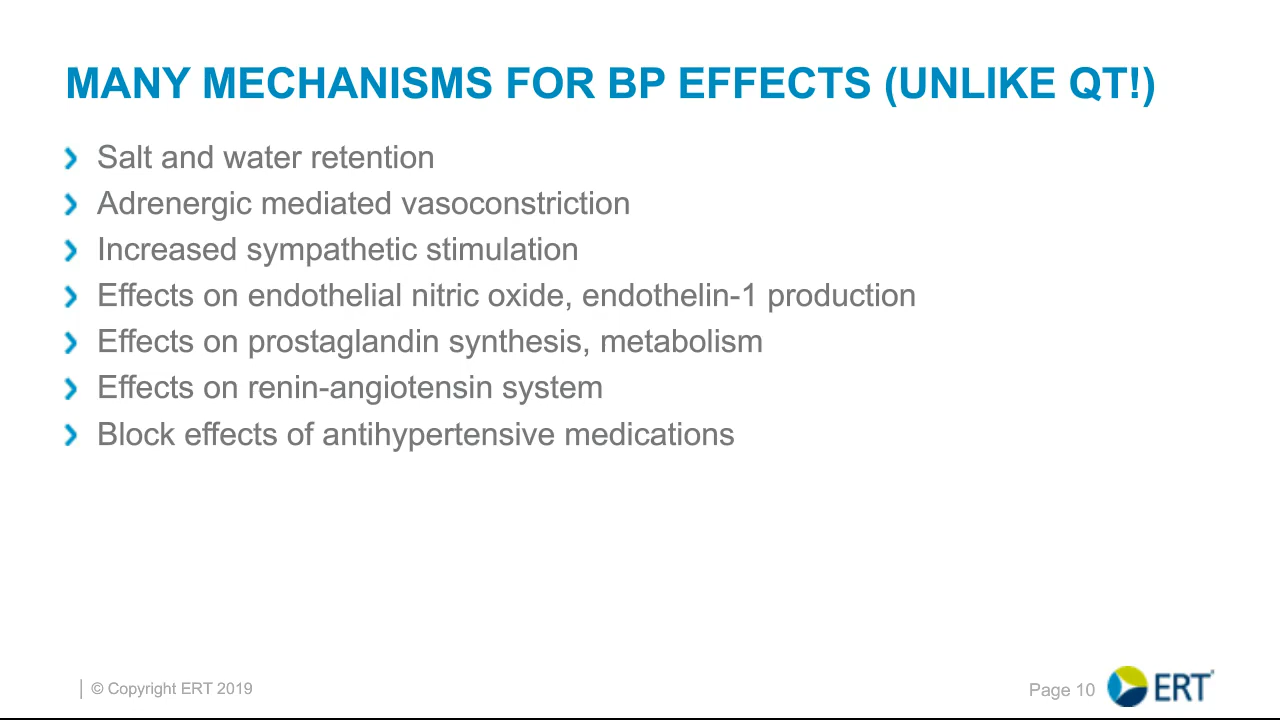 MANY MECHANISMS FOR BP EFFECTS (UNLIKE QT!)
Salt and water retention
Adrenergic mediated vasoconstriction
Increased sympathetic stimulation
Effects on endothelial nitric oxide, endothelin-1 production
Effects on prostaglandin synthesis, metabolism
Effects on renin-angiotensin system
Block effects of antihypertensive medications
© Copyright ERT 2019
Page 10
ERT